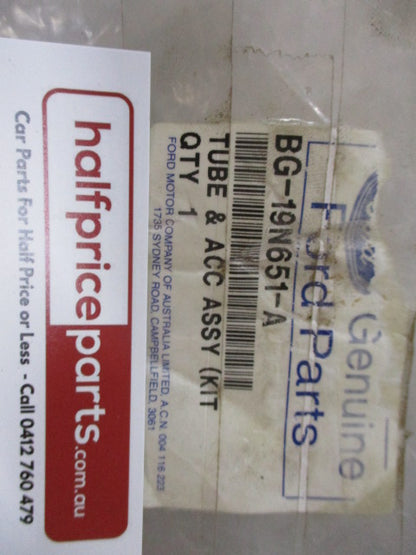 halfpriceparts.com.au
Car Parts For Half Price or Less - Call 0412 760 479
Genuine
Ford Parts
BG-19N651-A
TUBE & ACC ASSY (KIT
QTY 1
FORD MOTOR COMPANY OF AUSTRALIA LIMITED. A.C.N. 004 116 223
1735 SYDNEY ROAD, CAMPBELLFIELD, 3061